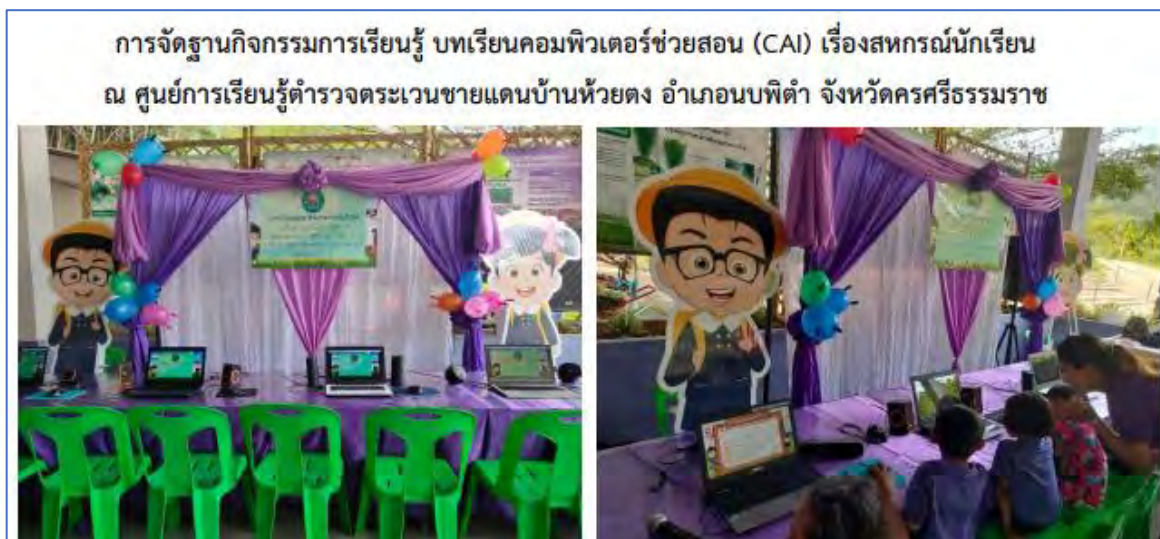 การจัดฐานกิจกรรมการเรียนรู้ บทเรียนคอมพิวเตอร์ช่วยสอน (CAI) เรื่องสหกรณ์นักเรียน
ณ ศูนย์การเรียนรู้ตำรวจตระเวนชายแดนบ้านห้วยตง อำเภอนบพิตำ จังหวัดครศรีธรรมราช